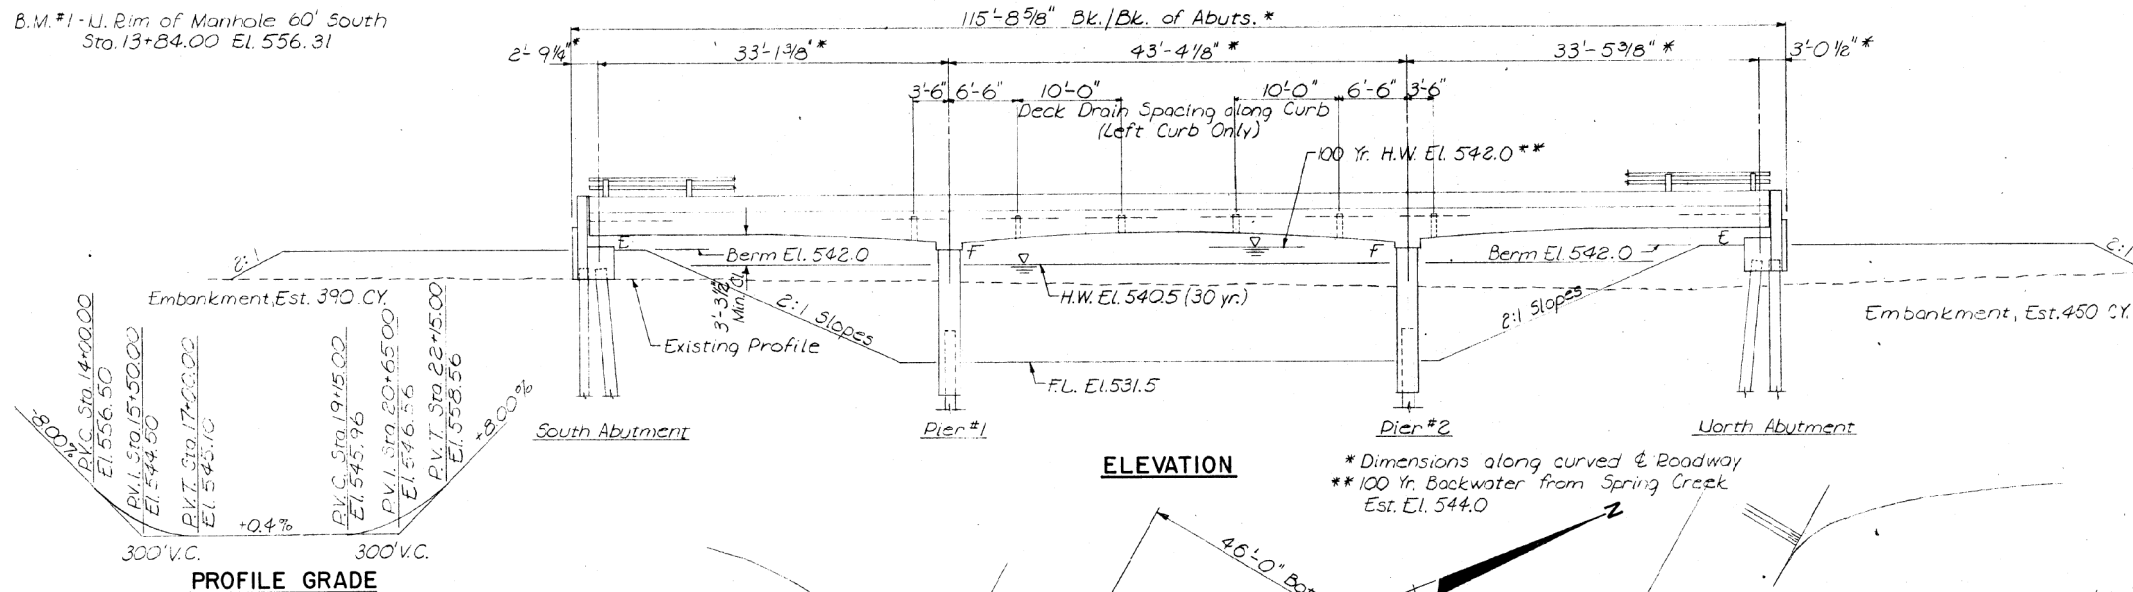 B.M.#1-N. Rim of Manhole 60' South
Sta. 13+84.00 El. 556.31
115'-8 5/8" Bk./Bk. of Abuts. *
2'-9 1/4" *
33'-1 3/8" *
43'-4 1/8" *
33'-5 3/8" *
3'-0 1/2" *
3'-6" 6'-6" 10'-0" 10'-0" 6'-6" 3'-6"
Deck Drain Spacing along Curb
(Left Curb Only)
100 Yr. H.W. El. 542.0 **
2:1
E
Berm El. 542.0
F
F
Berm El. 542.0
E
2:1
Embankment, Est. 390 CY.
3'-3 1/2"
Min. Cl.
2:1 Slopes
H.W. El. 540.5 (30 yr.)
2:1 Slopes
Embankment, Est. 450 CY.
Existing Profile
F.L. El. 531.5
South Abutment
Pier #1
Pier #2
North Abutment
ELEVATION
* Dimensions along curved ℄ Roadway
** 100 Yr. Backwater from Spring Creek
Est. El. 544.0
-8.00%
P.V.C. Sta. 14+00.00
El. 556.50
P.V.I. Sta. 15+50.00
El. 544.50
P.V.T. Sta. 17+00.00
El. 545.10
P.V.C. Sta. 19+15.00
El. 545.96
P.V.I. Sta. 20+65.00
El. 546.56
P.V.T. Sta. 22+15.00
El. 558.56
+8.00%
+0.4%
300' V.C.
300' V.C.
PROFILE GRADE
46'-0"
N